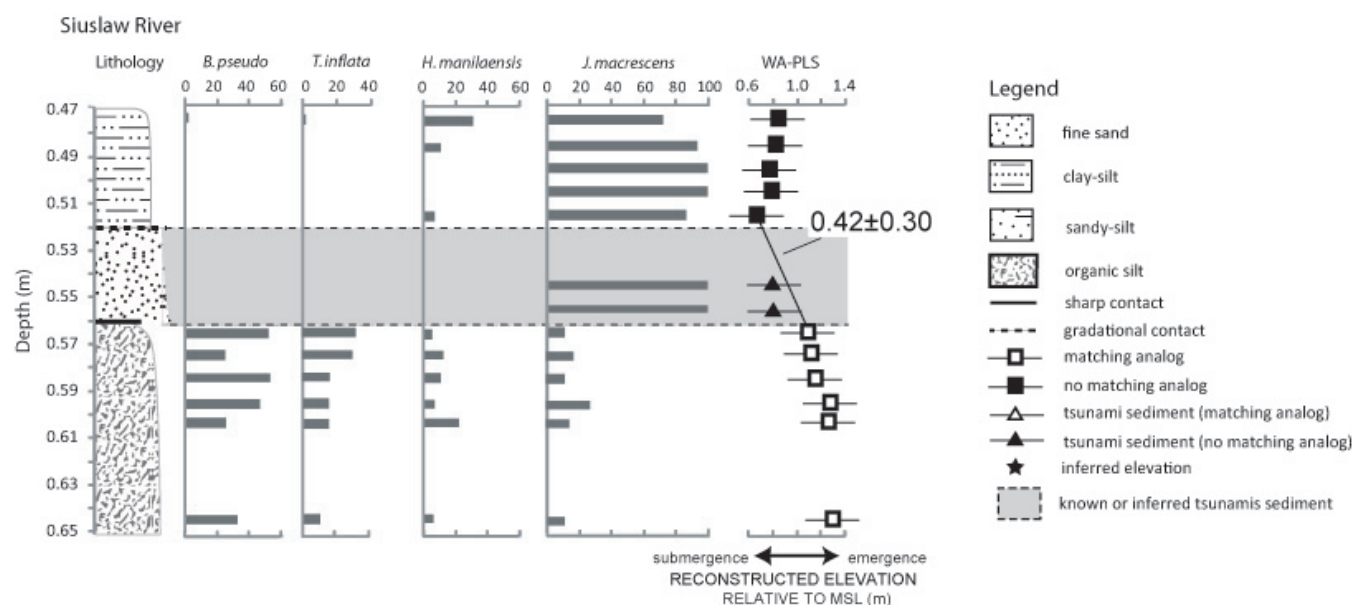 Siuslaw River
Lithology B. pseudo T. inflata H. manilaensis J. macrescens WA-PLS
0 20 40 60 0 20 40 0 20 40 60 0 20 40 60 80 100 0.6 1.0 1.4
0.47
0.49
0.51
0.53
0.55
0.57
0.59
0.61
0.63
0.65
Depth (m)
0.42±0.30
submergence emergence
RECONSTRUCTED ELEVATION
RELATIVE TO MSL (m)
Legend
fine sand
clay-silt
sandy-silt
organic silt
sharp contact
gradational contact
matching analog
no matching analog
tsunami sediment (matching analog)
tsunami sediment (no matching analog)
inferred elevation
known or inferred tsunamis sediment